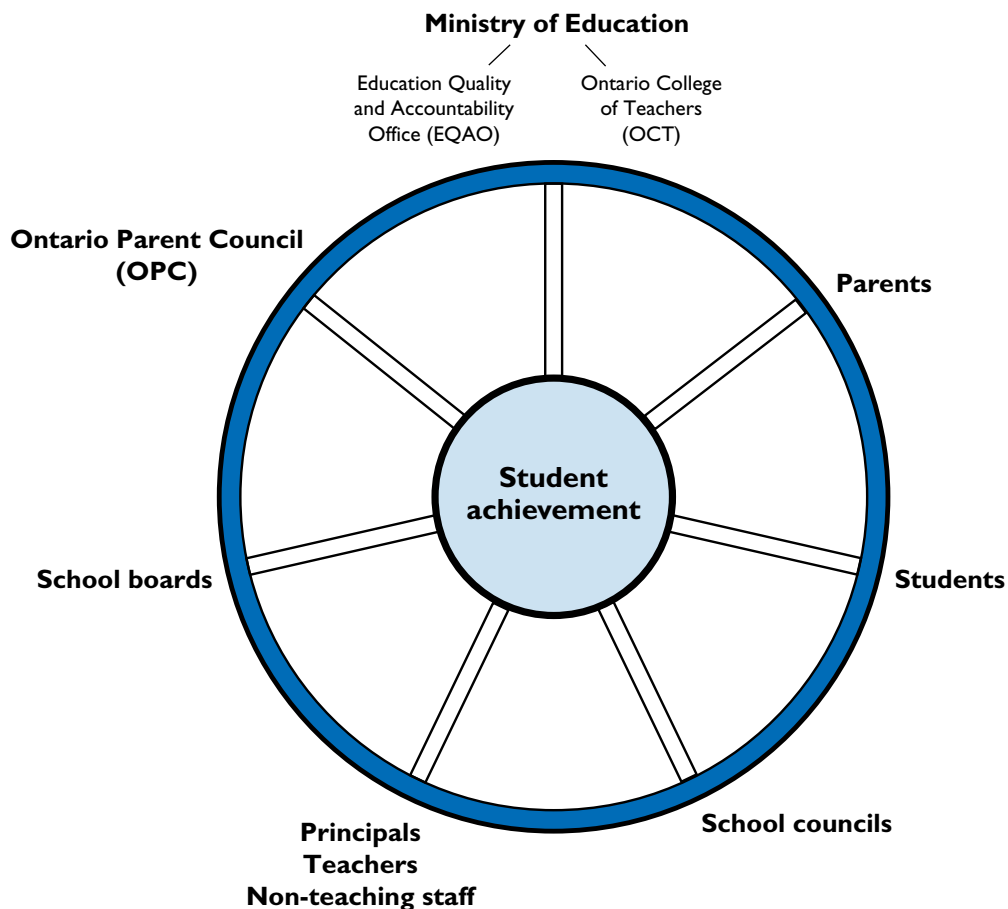 Ministry of Education
Education Quality
and Accountability
Office (EQAO)
Ontario College
of Teachers
(OCT)
Ontario Parent Council
(OPC)
Parents
Student
achievement
School boards
Students
School councils
Principals
Teachers
Non-teaching staff